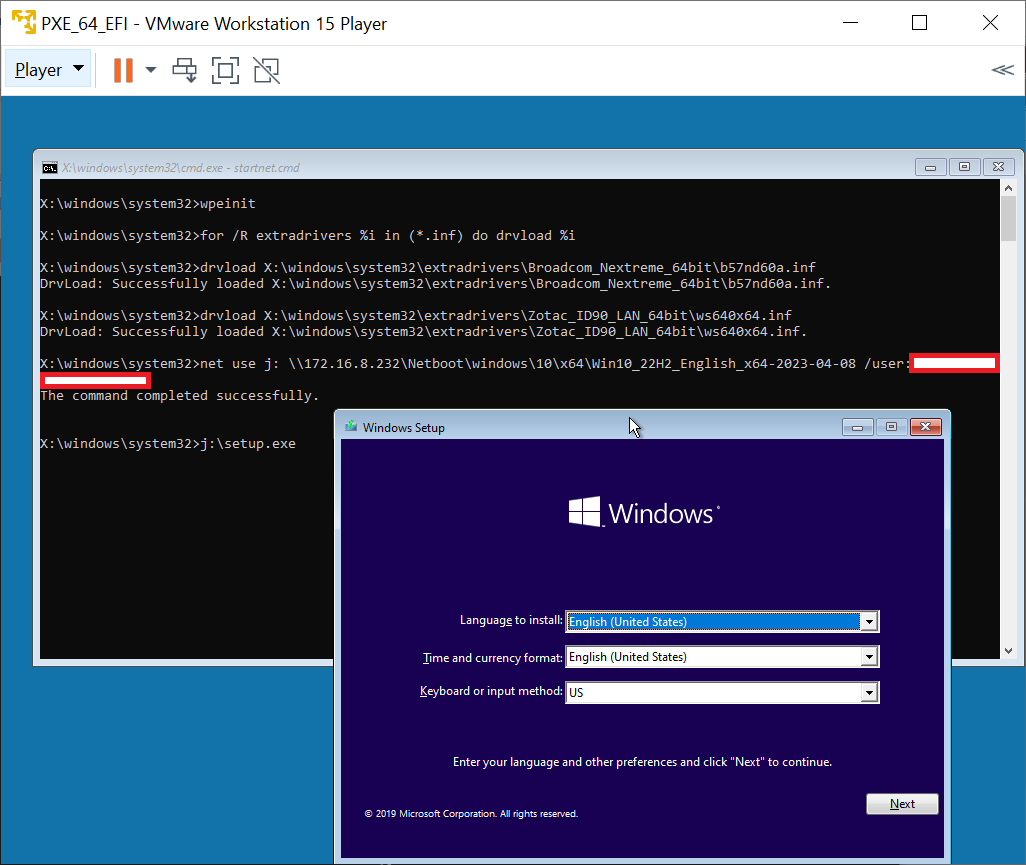 PXE_64_EFI - VMware Workstation 15 Player
Player
X:\windows\system32\cmd.exe - startnet.cmd
X:\windows\system32>wpeinit
X:\windows\system32>for /R extradrivers %i in (*.inf) do drvload %i
X:\windows\system32>drvload X:\windows\system32\extradrivers\Broadcom_Nextreme_64bit\b57nd60a.inf
DrvLoad: Successfully loaded X:\windows\system32\extradrivers\Broadcom_Nextreme_64bit\b57nd60a.inf.
X:\windows\system32>drvload X:\windows\system32\extradrivers\Zotac_ID90_LAN_64bit\ws640x64.inf
DrvLoad: Successfully loaded X:\windows\system32\extradrivers\Zotac_ID90_LAN_64bit\ws640x64.inf.
X:\windows\system32>net use j: \\172.16.8.232\Netboot\windows\10\x64\Win10_22H2_English_x64-2023-04-08 /user:
The command completed successfully.
X:\windows\system32>j:\setup.exe
Windows Setup
Windows
Language to install: English (United States)
Time and currency format: English (United States)
Keyboard or input method: US
Enter your language and other preferences and click "Next" to continue.
Next
© 2019 Microsoft Corporation. All rights reserved.